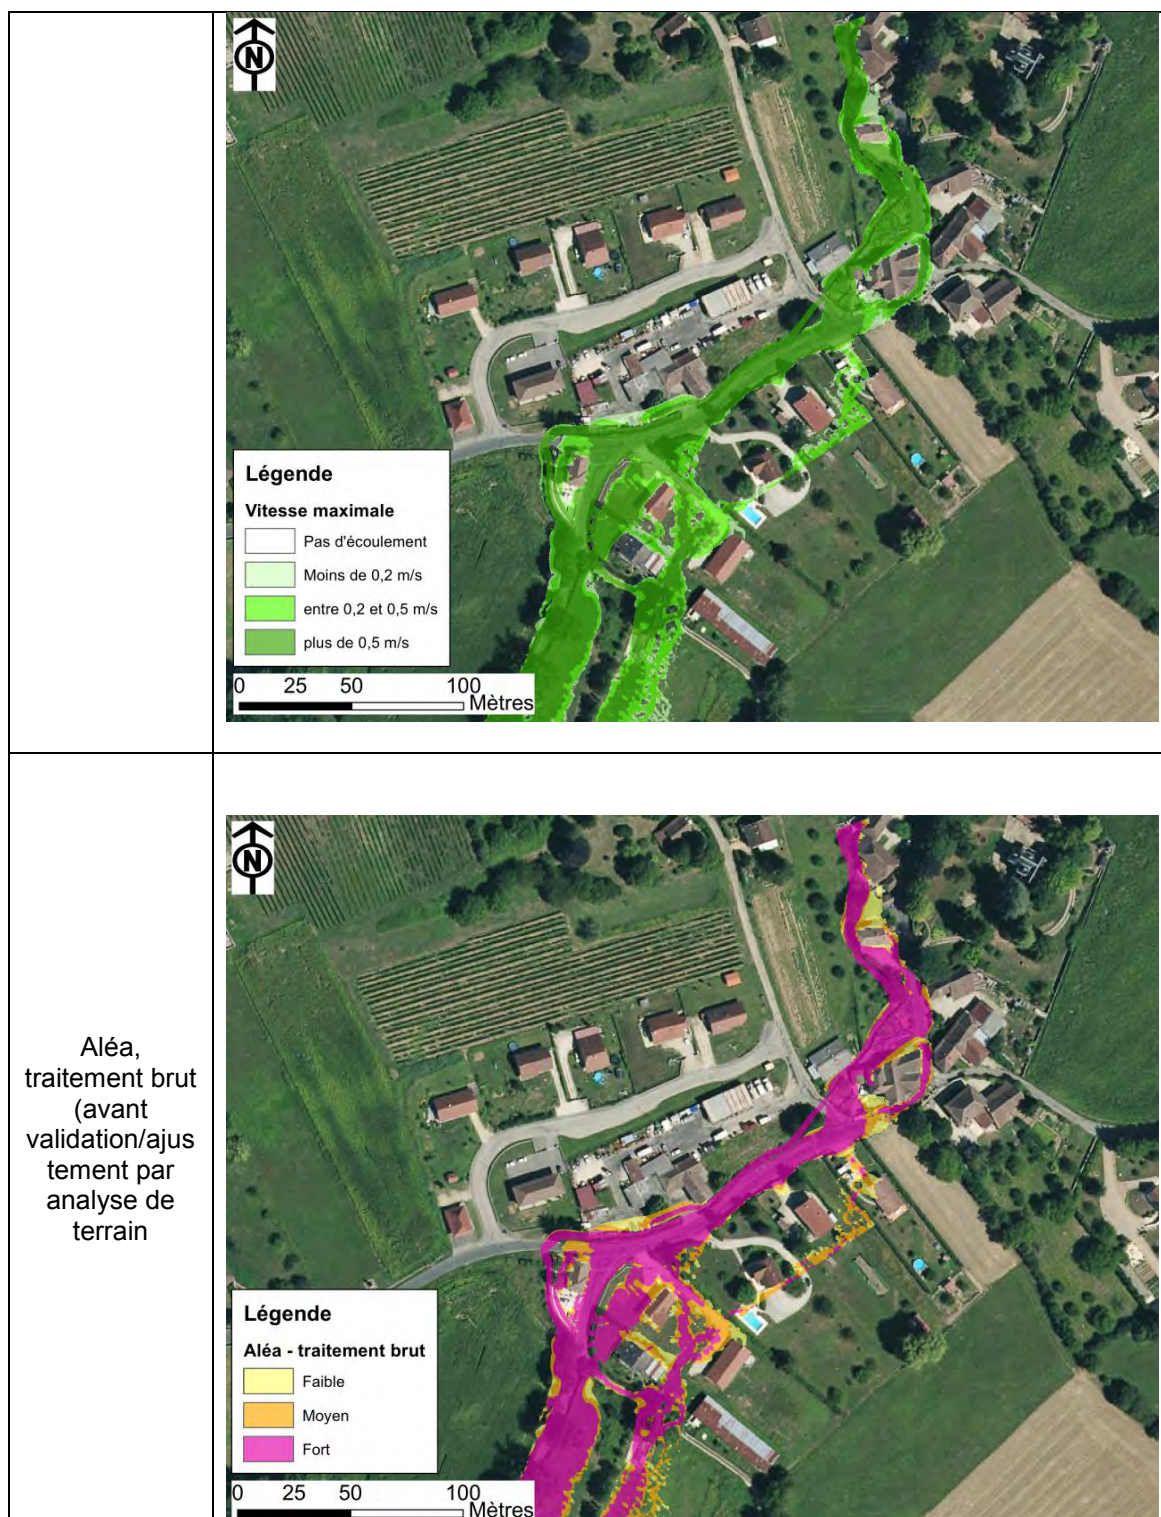 N
Légende
Vitesse maximale
Pas d'écoulement
Moins de 0,2 m/s
entre 0,2 et 0,5 m/s
plus de 0,5 m/s
0 25 50 100
Mètres
Aléa,
traitement brut
(avant
validation/ajus
tement par
analyse de
terrain
N
Légende
Aléa - traitement brut
Faible
Moyen
Fort
0 25 50 100
Mètres